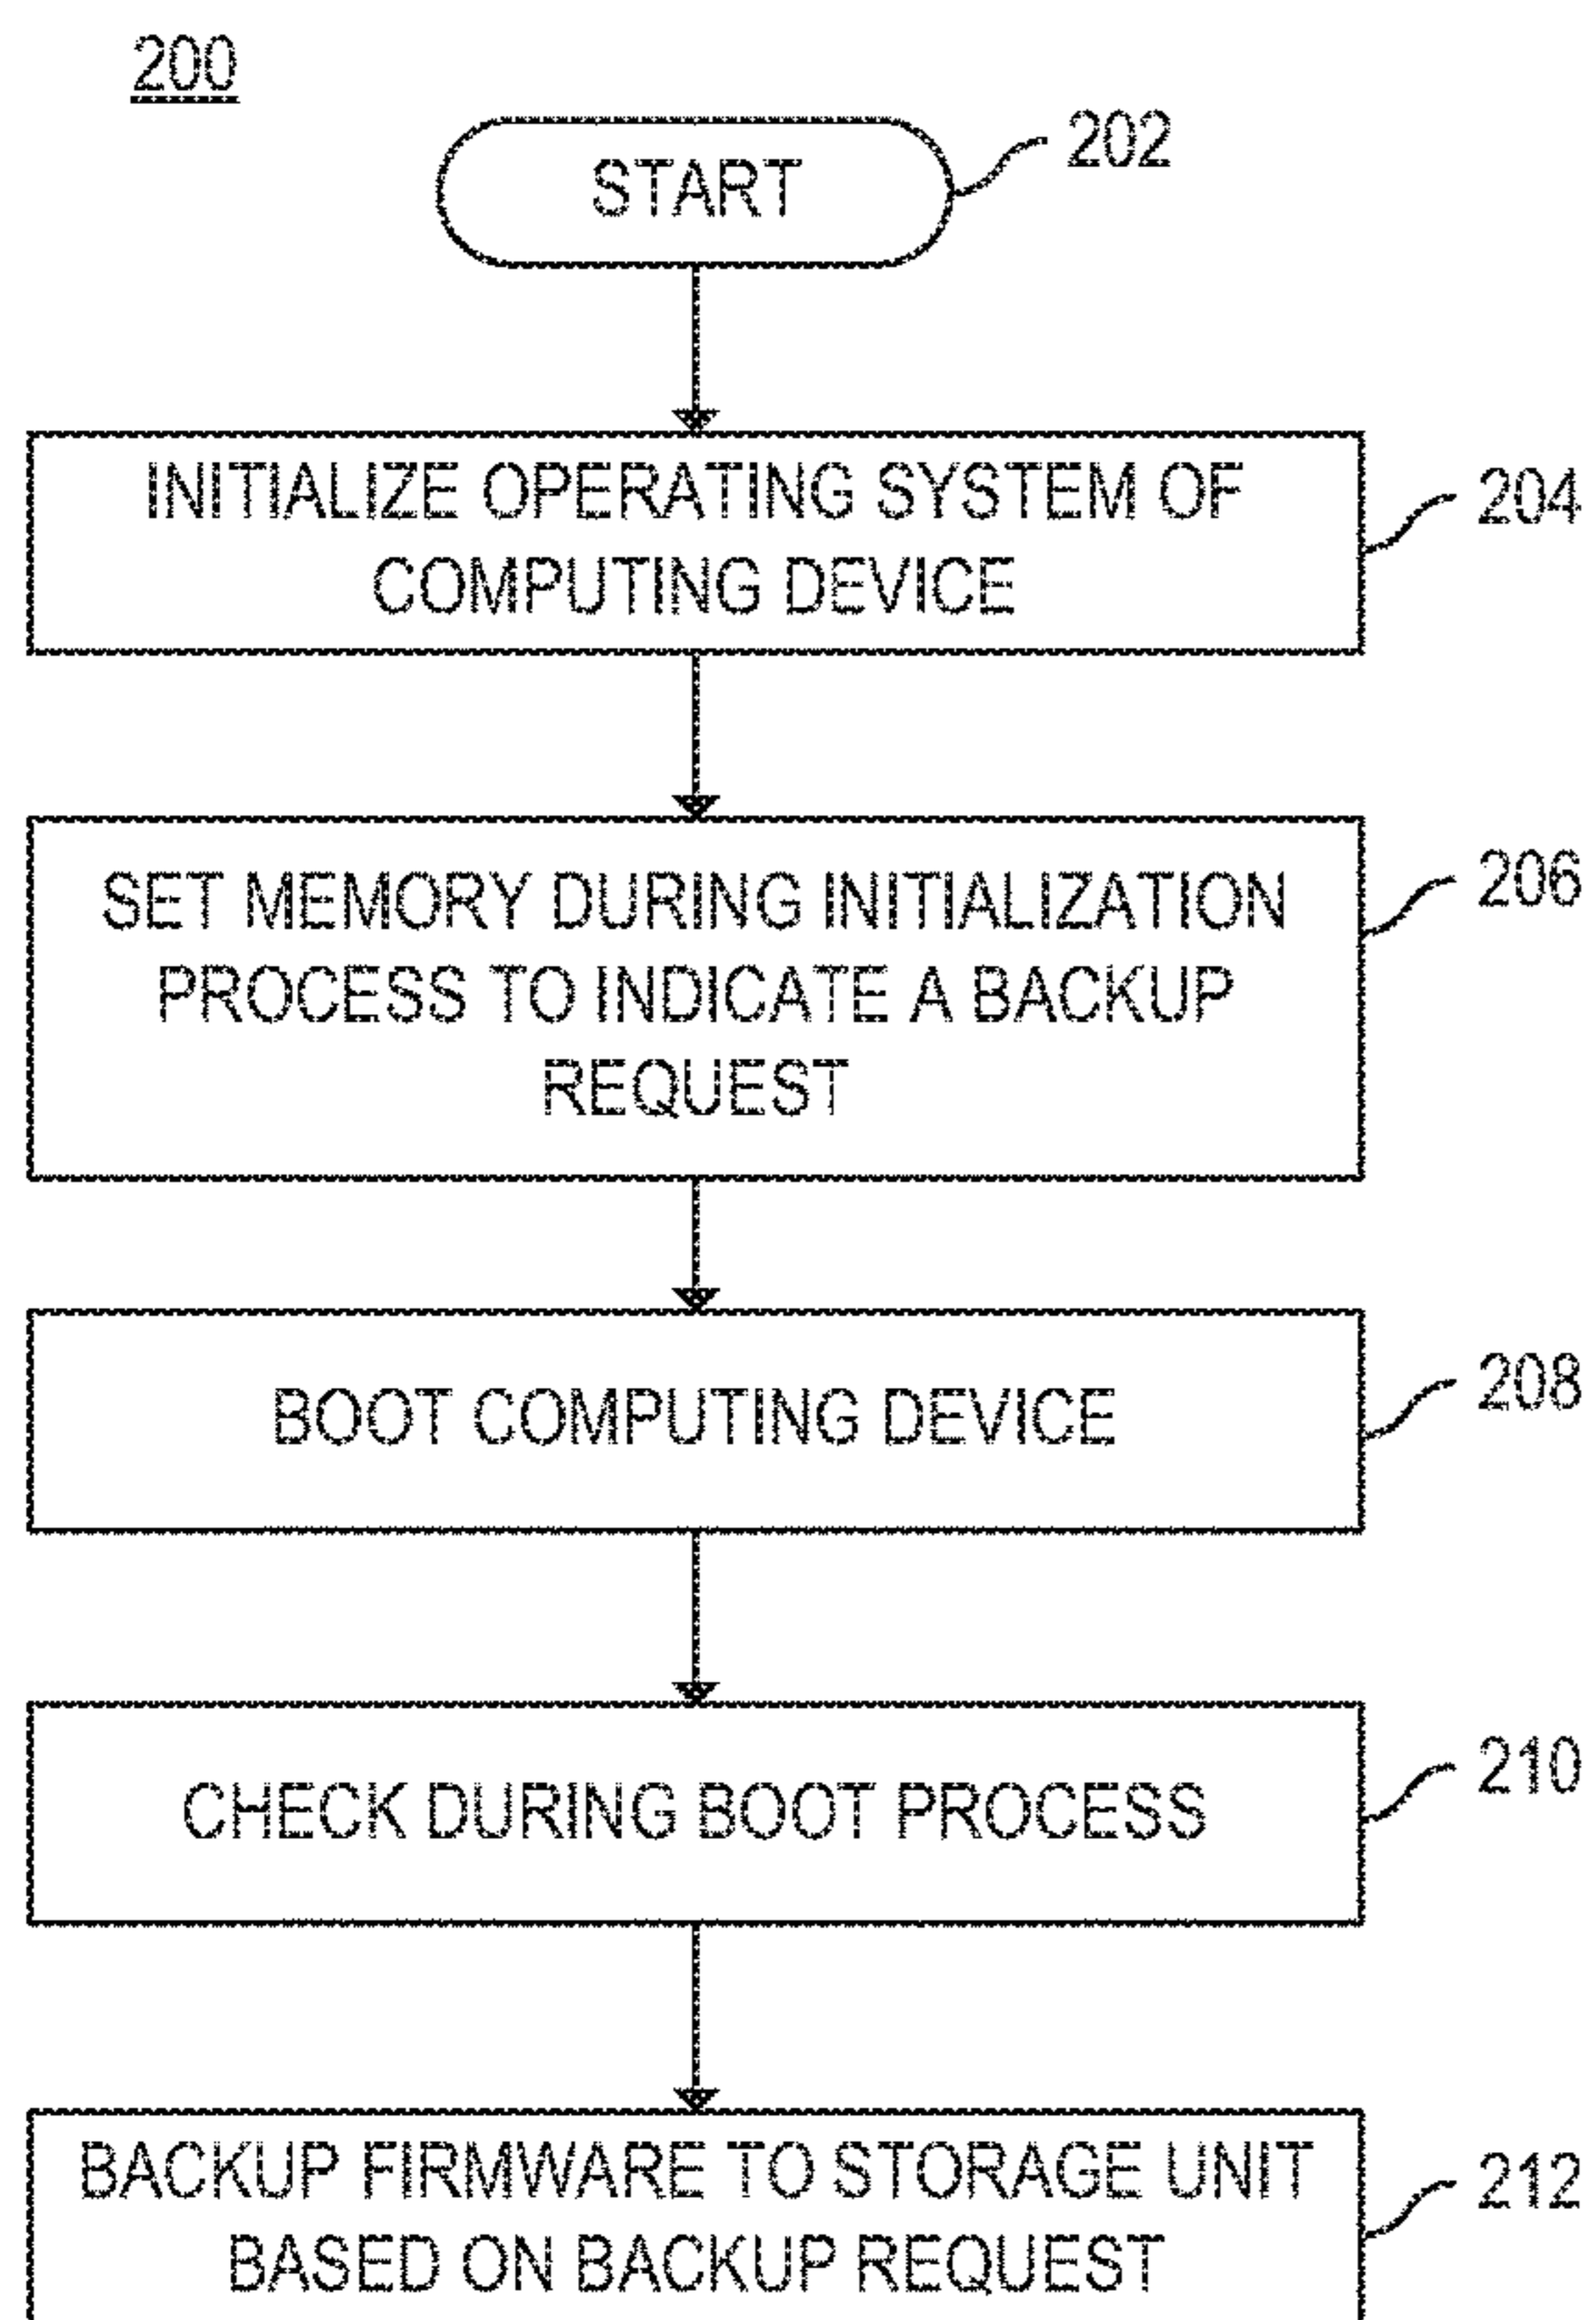 200
START
202
INITIALIZE OPERATING SYSTEM OF
COMPUTING DEVICE
204
SET MEMORY DURING INITIALIZATION
PROCESS TO INDICATE A BACKUP
REQUEST
206
BOOT COMPUTING DEVICE
208
CHECK DURING BOOT PROCESS
210
BACKUP FIRMWARE TO STORAGE UNIT
BASED ON BACKUP REQUEST
212